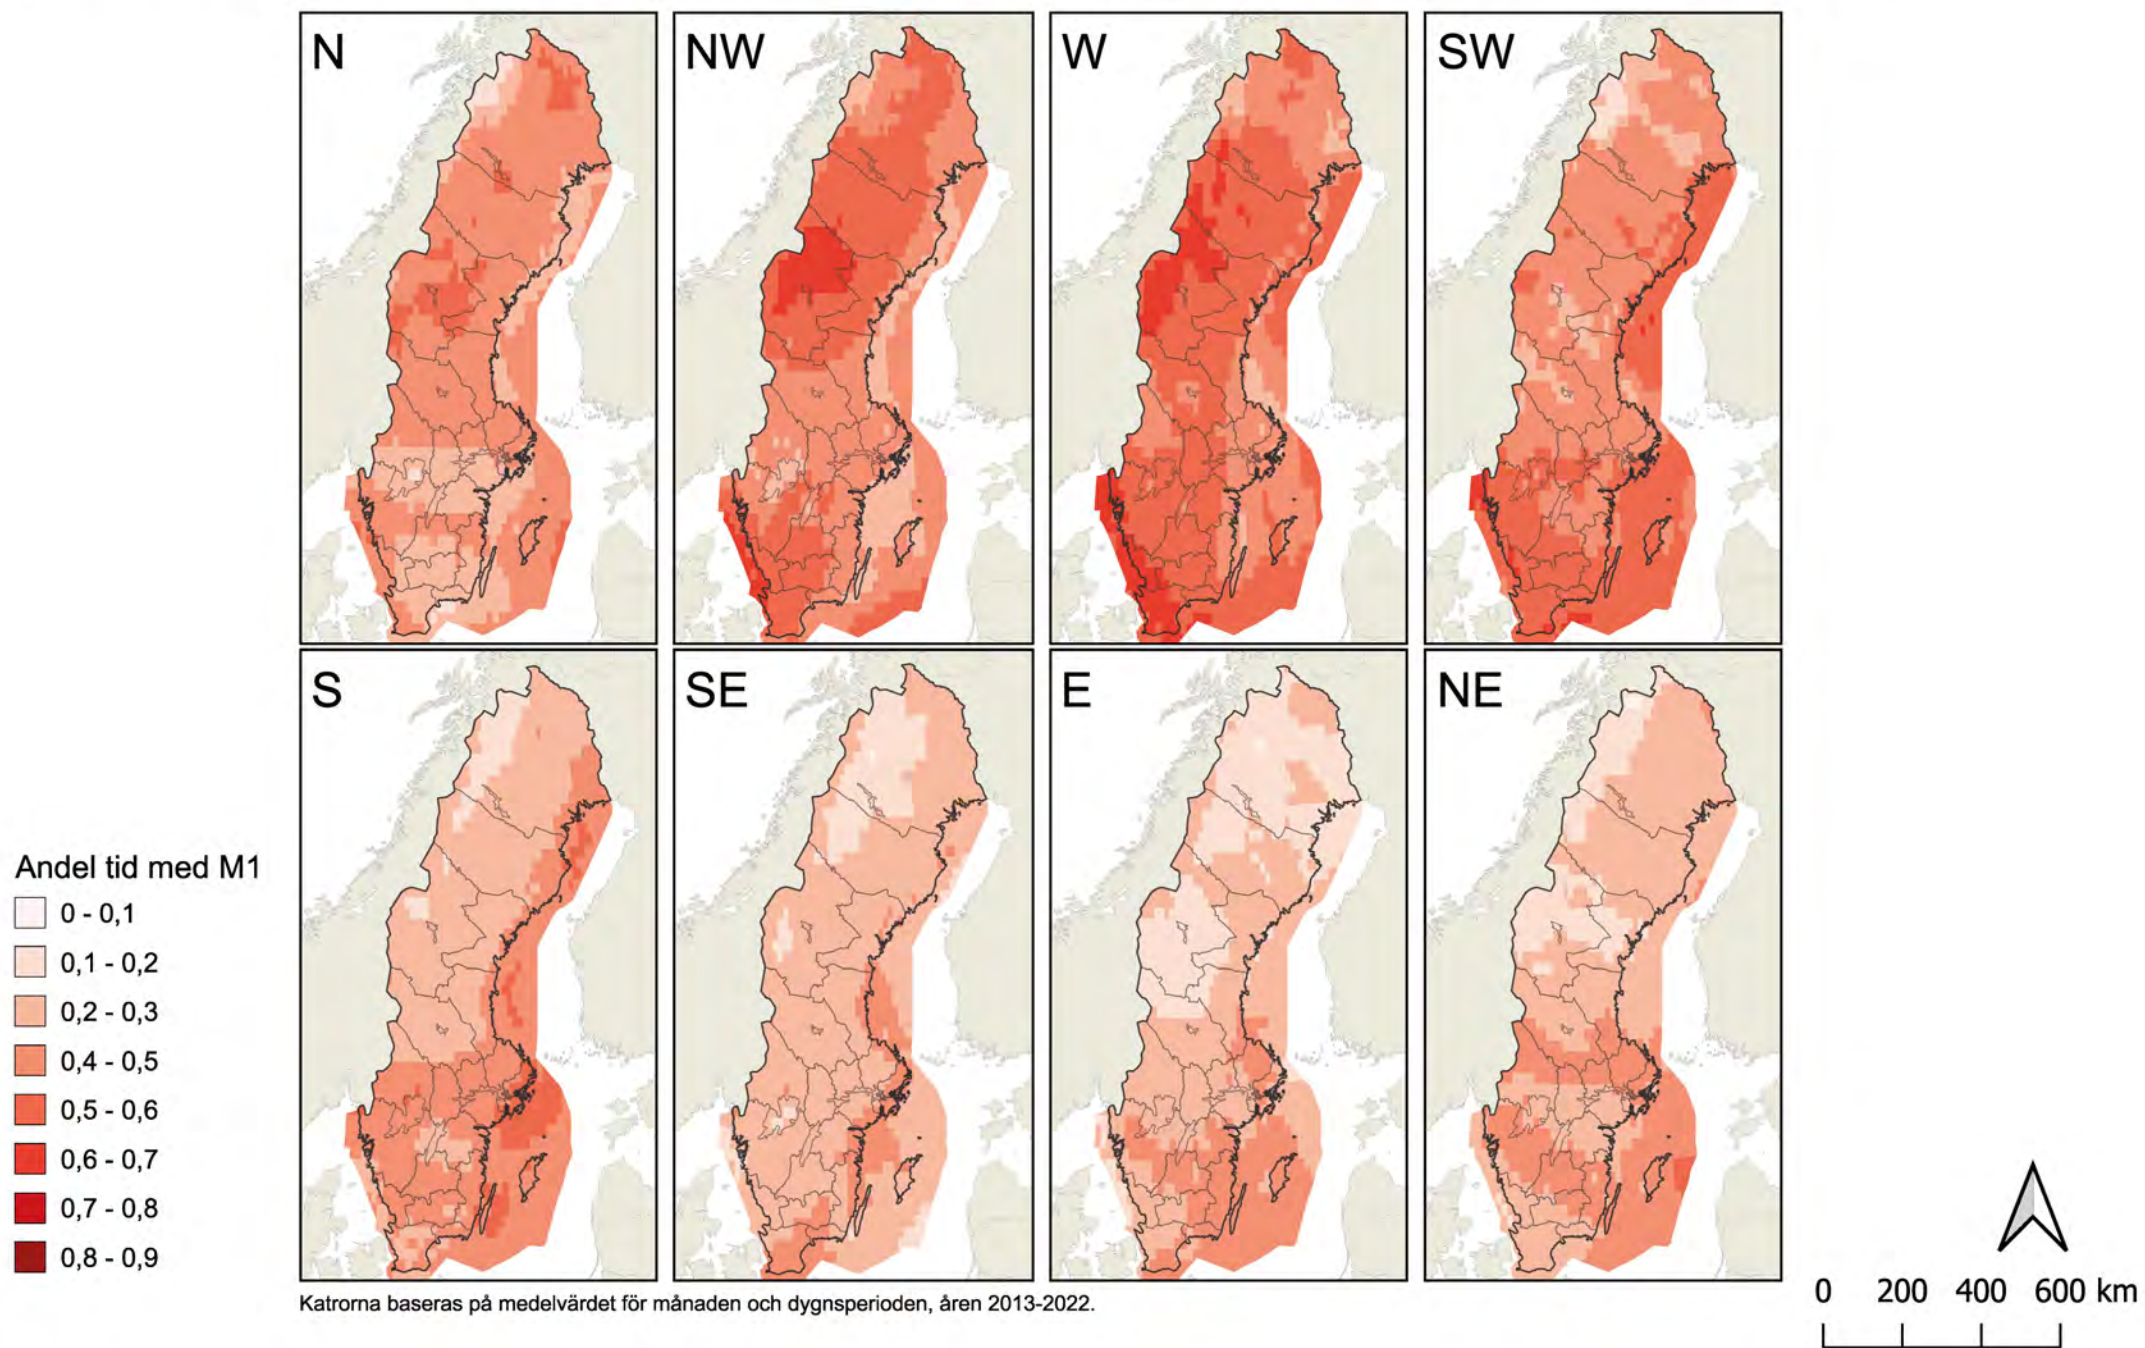 N
NW
W
SW
S
SE
E
NE
Andel tid med M1
0 - 0,1
0,1 - 0,2
0,2 - 0,3
0,4 - 0,5
0,5 - 0,6
0,6 - 0,7
0,7 - 0,8
0,8 - 0,9
Katrorna baseras på medelvärdet för månaden och dygnsperioden, åren 2013-2022.
0 200 400 600 km